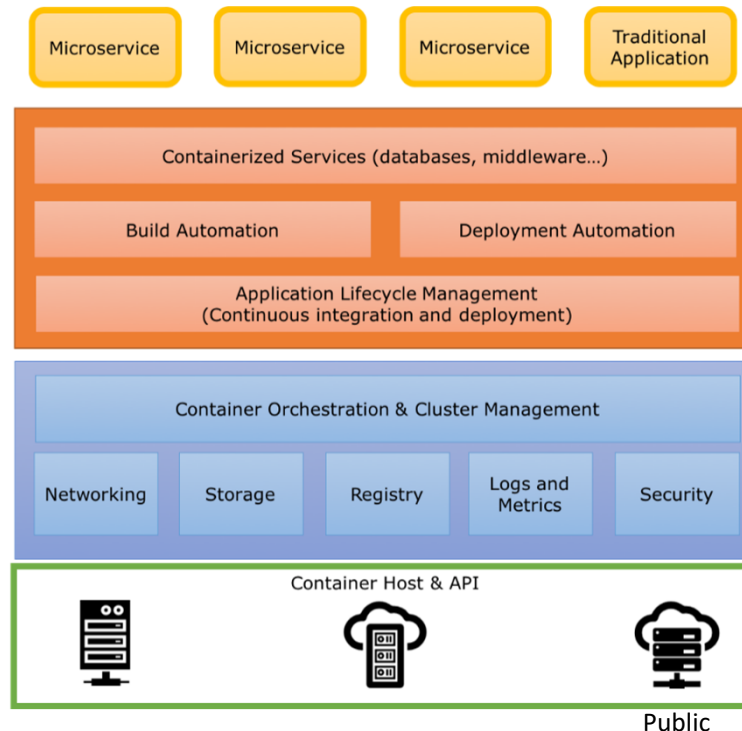 Microservice
Microservice
Microservice
Traditional
Application
Containerized Services (databases, middleware…)
Build Automation
Deployment Automation
Application Lifecycle Management
(Continuous integration and deployment)
Container Orchestration & Cluster Management
Networking
Storage
Registry
Logs and
Metrics
Security
Container Host & API
Public